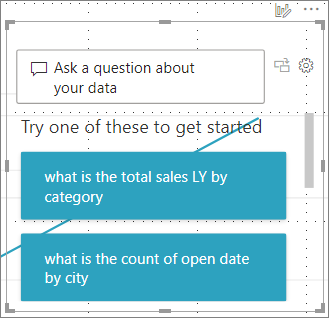 Ask a question about
your data
Try one of these to get started
what is the total sales LY by
category
what is the count of open date
by city